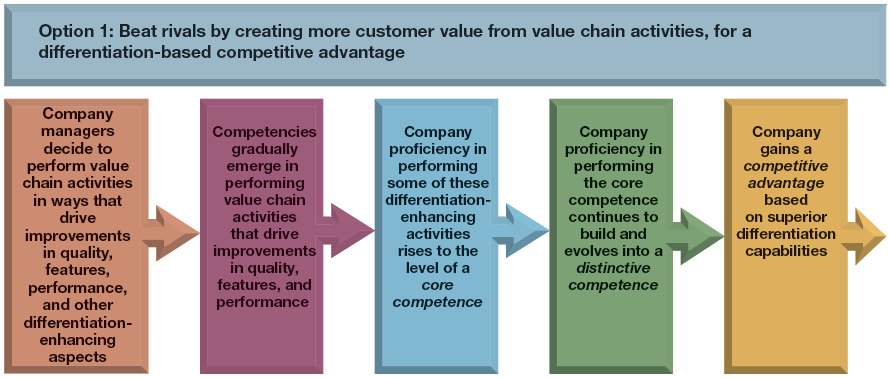 Option 1: Beat rivals by creating more customer value from value chain activities, for a
differentiation-based competitive advantage
Company
managers
decide to
perform value
chain activities
in ways that
drive
improvements
in quality,
features,
performance,
and other
differentiation-
enhancing
aspects
Competencies
gradually
emerge in
performing
value chain
activities
that drive
improvements
in quality,
features, and
performance
Company
proficiency in
performing
some of these
differentiation-
enhancing
activities
rises to the
level of a
core
competence
Company
proficiency in
performing
the core
competence
continues to
build and
evolves into a
distinctive
competence
Company
gains a
competitive
advantage
based
on superior
differentiation
capabilities